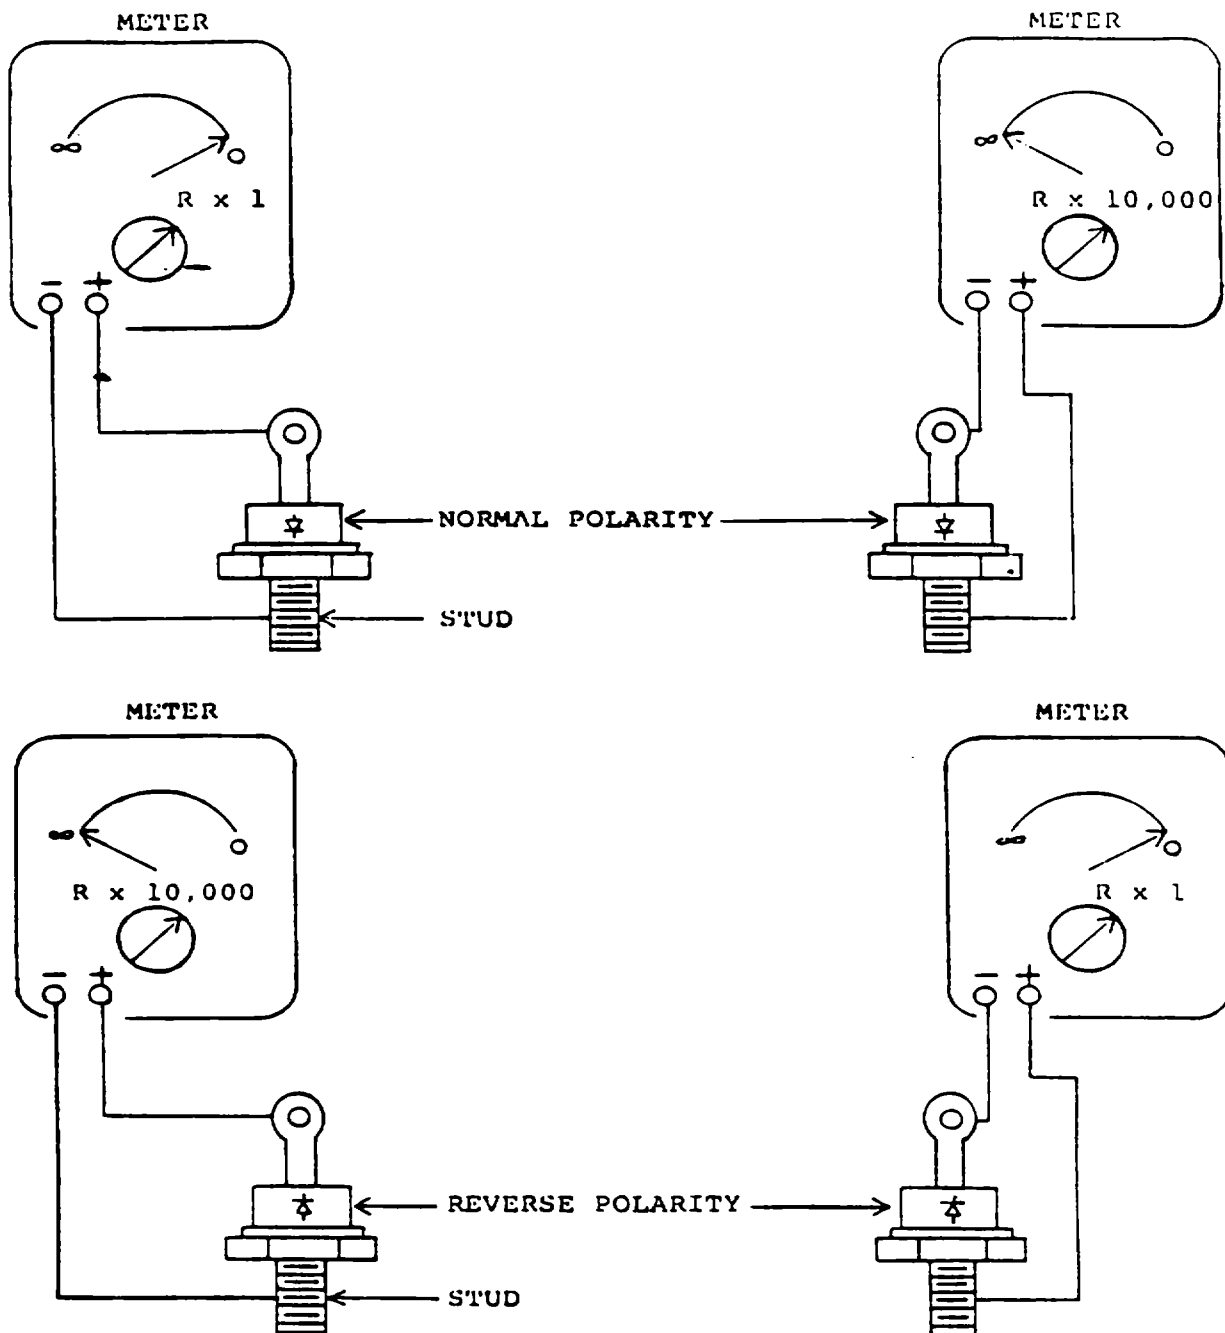 METER
METER
∞
O
R x 1
∞
O
R x 10,000
- +
- +
NORMAL POLARITY
STUD
METER
METER
∞
O
R x 10,000
∞
O
R x 1
- +
- +
REVERSE POLARITY
STUD